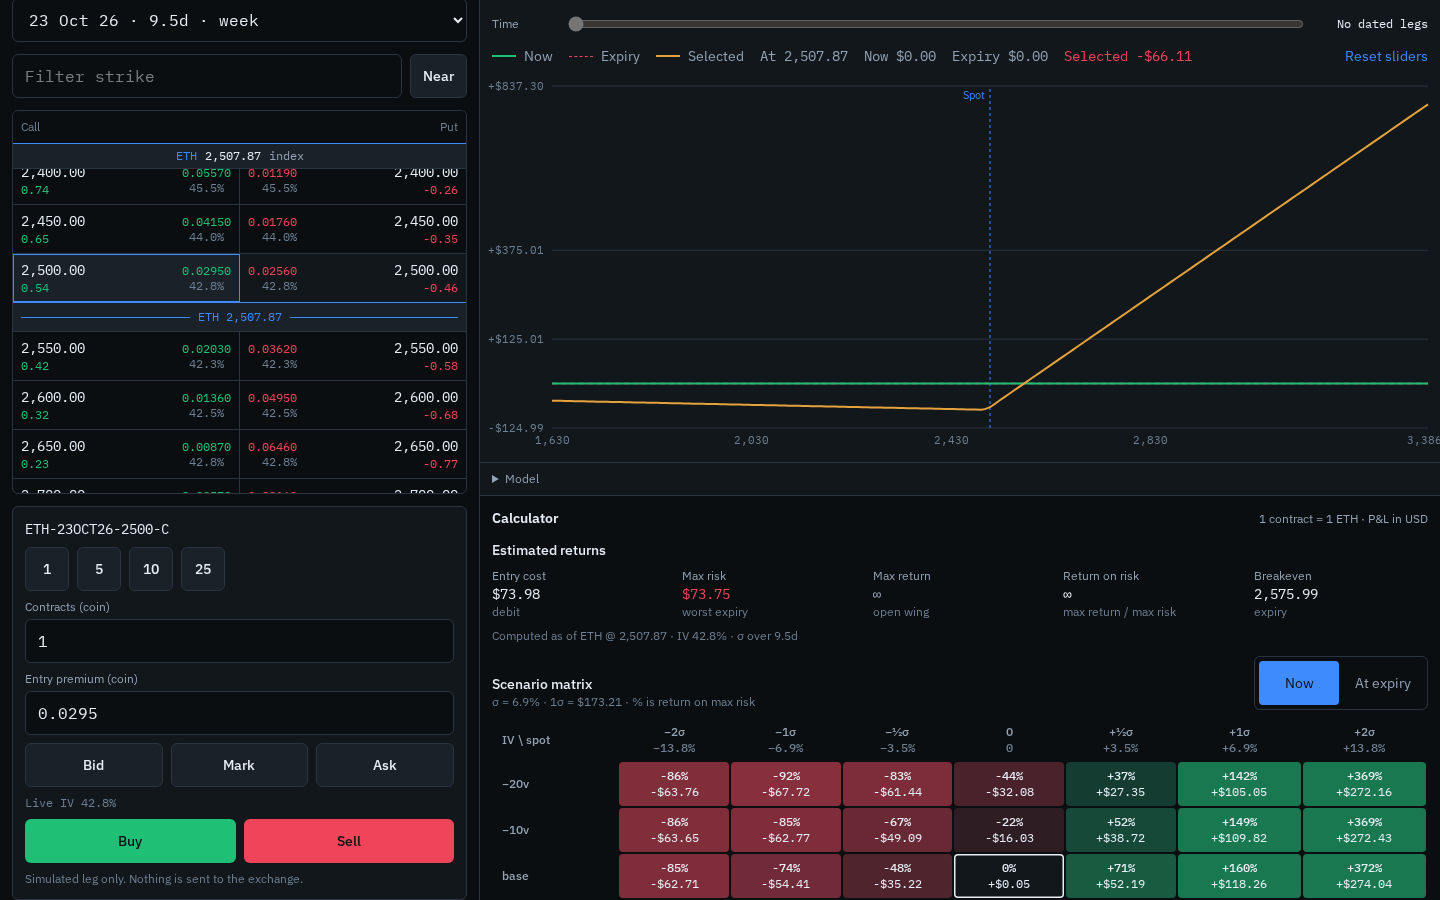 23 Oct 26 · 9.5d · week
Filter strike
Near
Call Put
ETH 2,507.87 index
2,400.00 0.05570 0.01190 2,400.00
0.74 45.5% 45.5% -0.26
2,450.00 0.04150 0.01760 2,450.00
0.65 44.0% 44.0% -0.35
2,500.00 0.02950 0.02560 2,500.00
0.54 42.8% 42.8% -0.46
ETH 2,507.87
2,550.00 0.02030 0.03620 2,550.00
0.42 42.3% 42.3% -0.58
2,600.00 0.01360 0.04950 2,600.00
0.32 42.5% 42.5% -0.68
2,650.00 0.00870 0.06460 2,650.00
0.23 42.8% 42.8% -0.77
ETH-23OCT26-2500-C
1 5 10 25
Contracts (coin)
1
Entry premium (coin)
0.0295
Bid Mark Ask
Live IV 42.8%
Buy Sell
Simulated leg only. Nothing is sent to the exchange.
Time No dated legs
Now Expiry Selected At 2,507.87 Now $0.00 Expiry $0.00 Selected -$66.11 Reset sliders
+$837.30
Spot
+$375.01
+$125.01
-$124.99
1,630 2,030 2,430 2,830 3,386
Model
Calculator 1 contract = 1 ETH · P&L in USD
Estimated returns
Entry cost Max risk Max return Return on risk Breakeven
$73.98 $73.75 ∞ ∞ 2,575.99
debit worst expiry open wing max return / max risk expiry
Computed as of ETH @ 2,507.87 · IV 42.8% · σ over 9.5d
Scenario matrix Now At expiry
σ = 6.9% · 1σ = $173.21 · % is return on max risk
IV \ spot −2σ −1σ −½σ 0 +½σ +1σ +2σ
−13.8% −6.9% −3.5% 0 +3.5% +6.9% +13.8%
−20v -86% -92% -83% -44% +37% +142% +369%
-$63.76 -$67.72 -$61.44 -$32.08 +$27.35 +$105.05 +$272.16
−10v -86% -85% -67% -22% +52% +149% +369%
-$63.65 -$62.77 -$49.09 -$16.03 +$38.72 +$109.82 +$272.43
base -85% -74% -48% 0% +71% +160% +372%
-$62.71 -$54.41 -$35.22 +$0.05 +$52.19 +$118.26 +$274.04